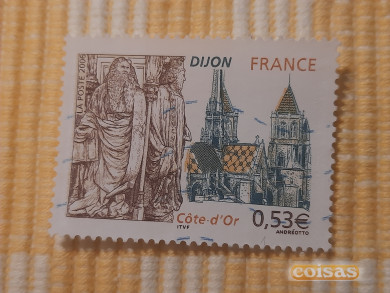 DIJON FRANCE
LA POSTE 2006
Côte-d'Or 0,53€
ITVF ANDRÉOTTO
coisas